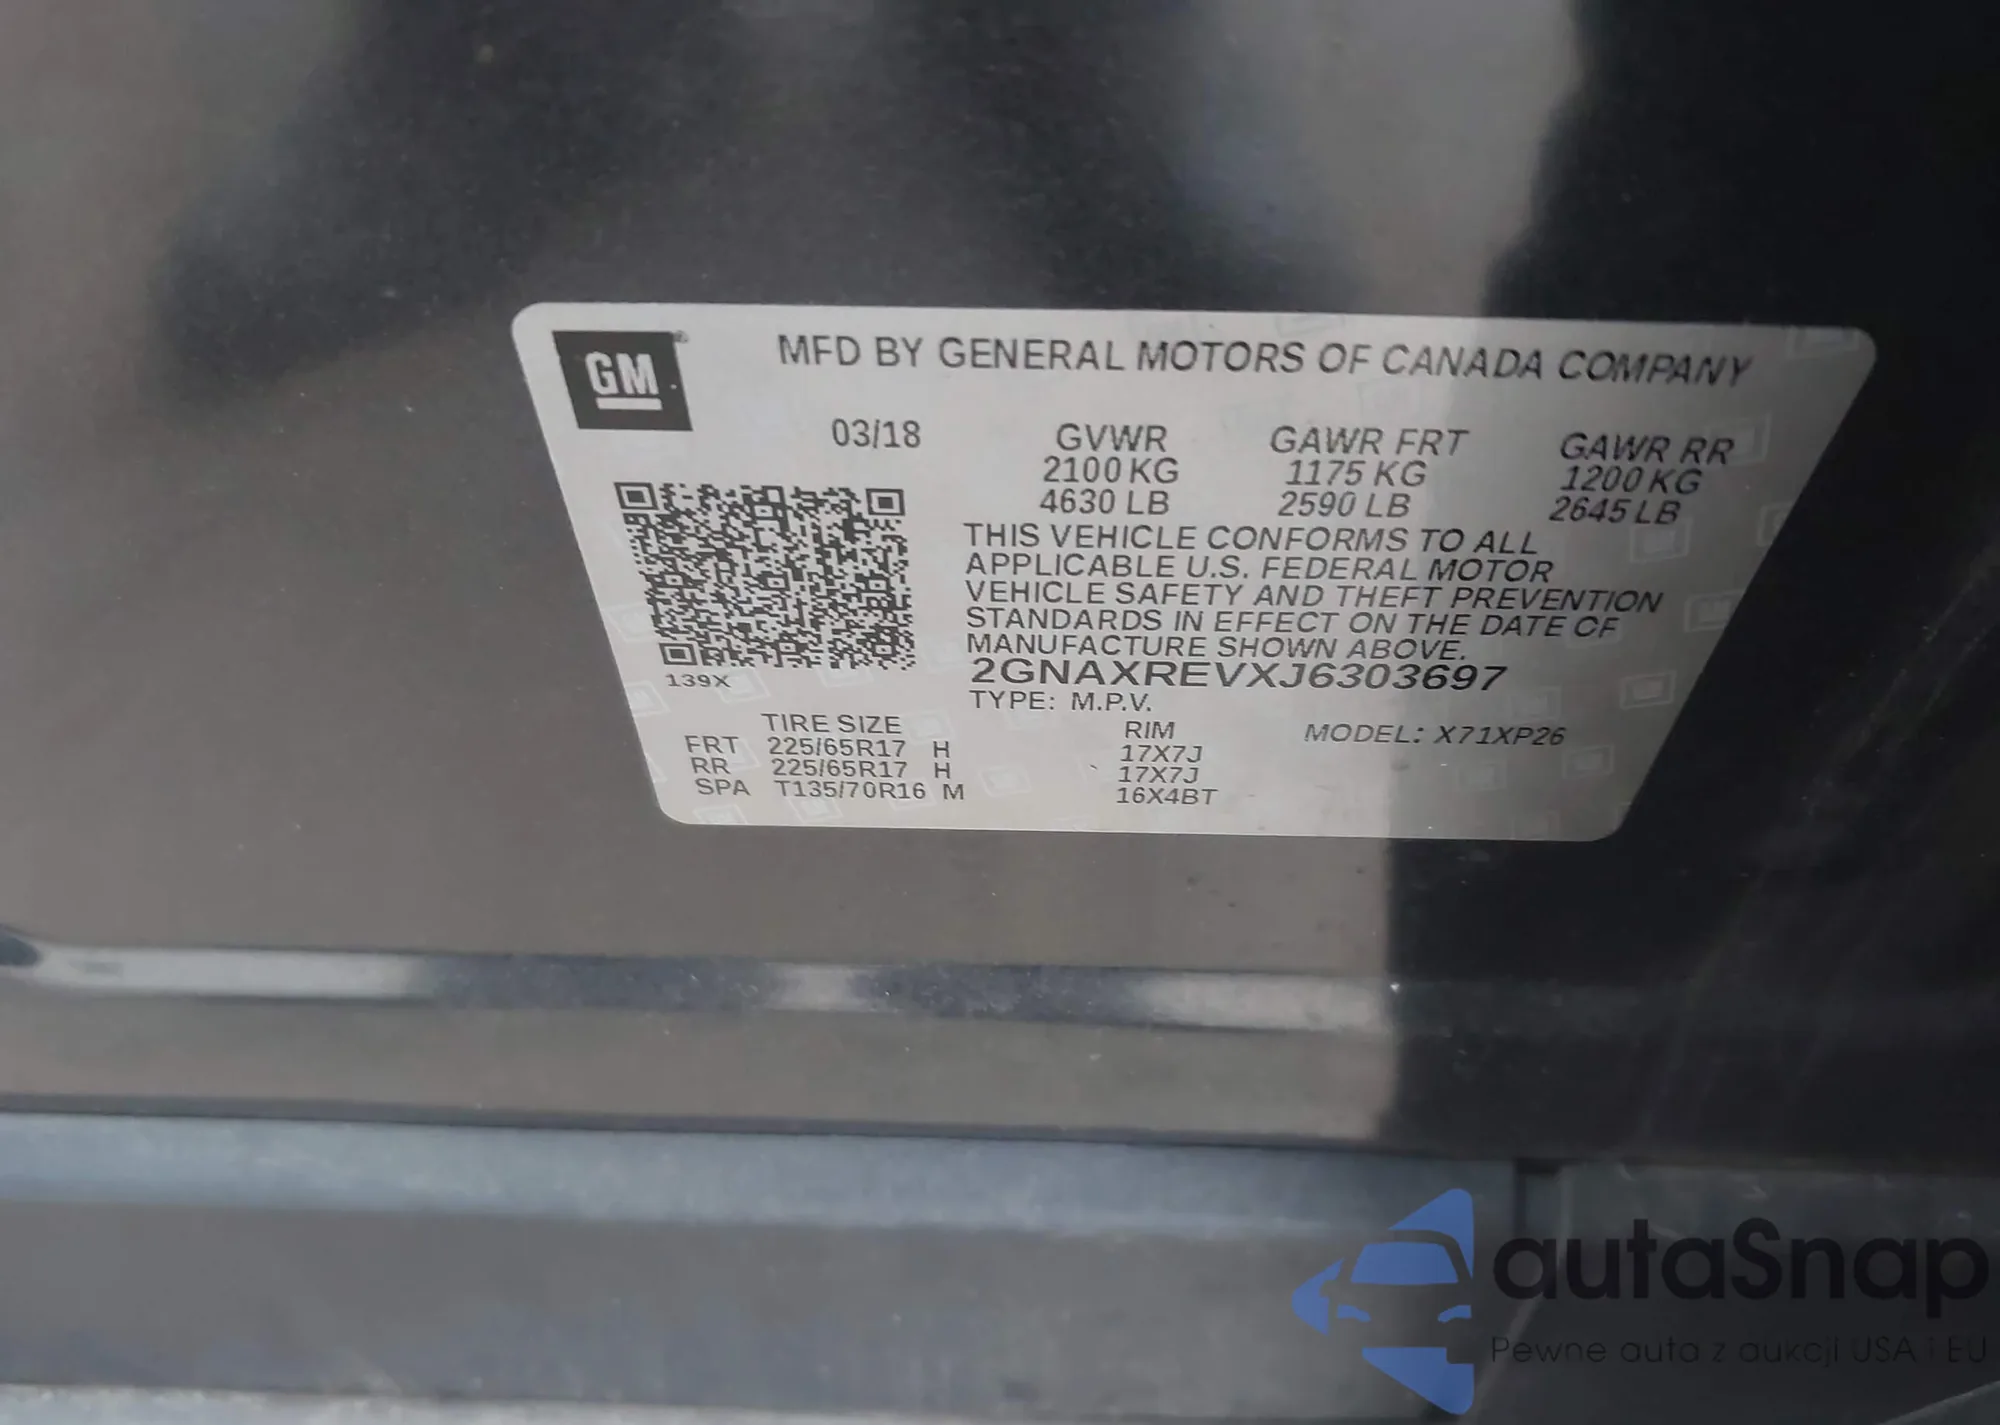 GM
MFD BY GENERAL MOTORS OF CANADA COMPANY
03/18
GVWR GAWR FRT GAWR RR
2100 KG 1175 KG 1200 KG
4630 LB 2590 LB 2645 LB
THIS VEHICLE CONFORMS TO ALL
APPLICABLE U.S. FEDERAL MOTOR
VEHICLE SAFETY AND THEFT PREVENTION
STANDARDS IN EFFECT ON THE DATE OF
MANUFACTURE SHOWN ABOVE.
139X
2GNAXREVXJ6303697
TYPE: M.P.V.
TIRE SIZE RIM MODEL: X71XP26
FRT 225/65R17 H 17X7J
RR 225/65R17 H 17X7J
SPA T135/70R16 M 16X4BT
autaSnap
Pewne auta z aukcji USA i EU